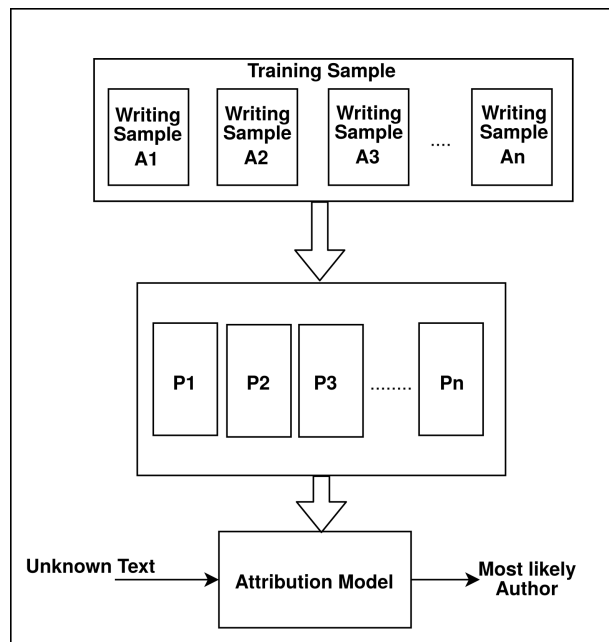 Training Sample
Writing
Sample
A1
Writing
Sample
A2
Writing
Sample
A3
....
Writing
Sample
An
P1
P2
P3
........
Pn
Unknown Text
Attribution Model
Most likely
Author